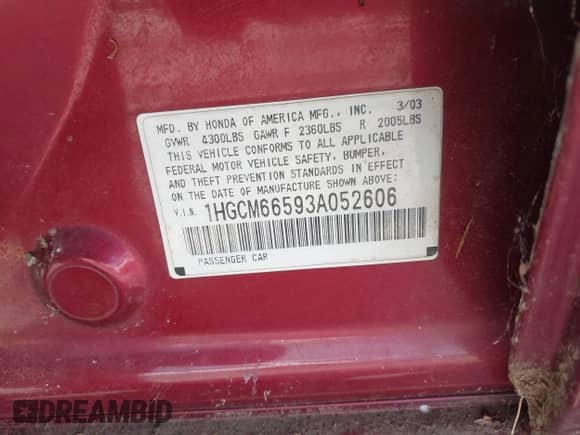 MFD. BY HONDA OF AMERICA MFG., INC. 3/03
GVWR 4300LBS GAWR F 2360LBS R 2005LBS
THIS VEHICLE CONFORMS TO ALL APPLICABLE
FEDERAL MOTOR VEHICLE SAFETY, BUMPER,
AND THEFT PREVENTION STANDARDS IN EFFECT
ON THE DATE OF MANUFACTURE SHOWN ABOVE:
V.I.N. 1HGCM66593A052606
PASSENGER CAR
DREAMBID